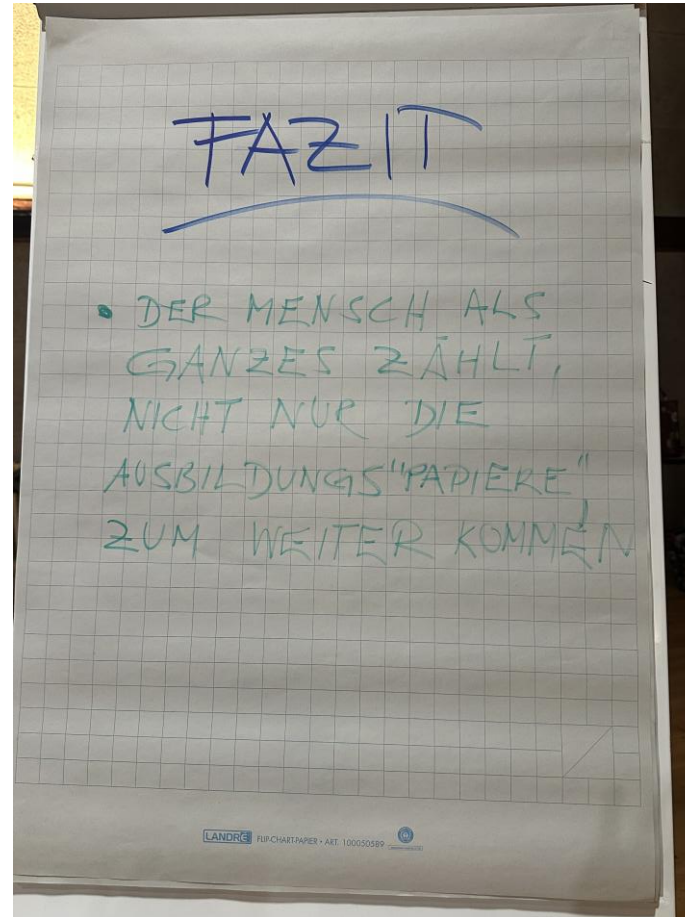 FAZIT
• DER MENSCH ALS
GANZES ZÄHLT,
NICHT NUR DIE
AUSBILDUNGS"PAPIERE",
ZUM WEITER KOMMEN
LANDRÉ FLIP-CHART-PAPIER • ART. 100050589